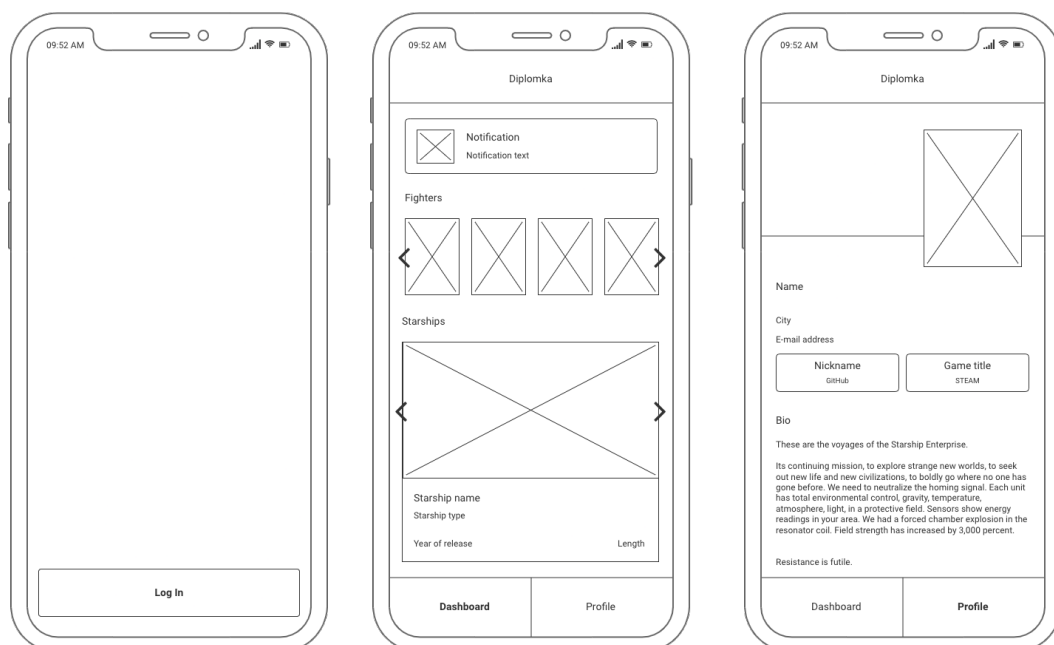 09:52 AM
Log In
09:52 AM
Diplomka
Notification
Notification text
Fighters
Starships
Starship name
Starship type
Year of release Length
Dashboard Profile
09:52 AM
Diplomka
Name
City
E-mail address
Nickname Game title
GitHub STEAM
Bio
These are the voyages of the Starship Enterprise.
Its continuing mission, to explore strange new worlds, to seek
out new life and new civilizations, to boldly go where no one has
gone before. We need to neutralize the homing signal. Each unit
has total environmental control, gravity, temperature,
atmosphere, light, in a protective field. Sensors show energy
readings in your area. We had a forced chamber explosion in the
resonator coil. Field strength has increased by 3,000 percent.
Resistance is futile.
Dashboard Profile